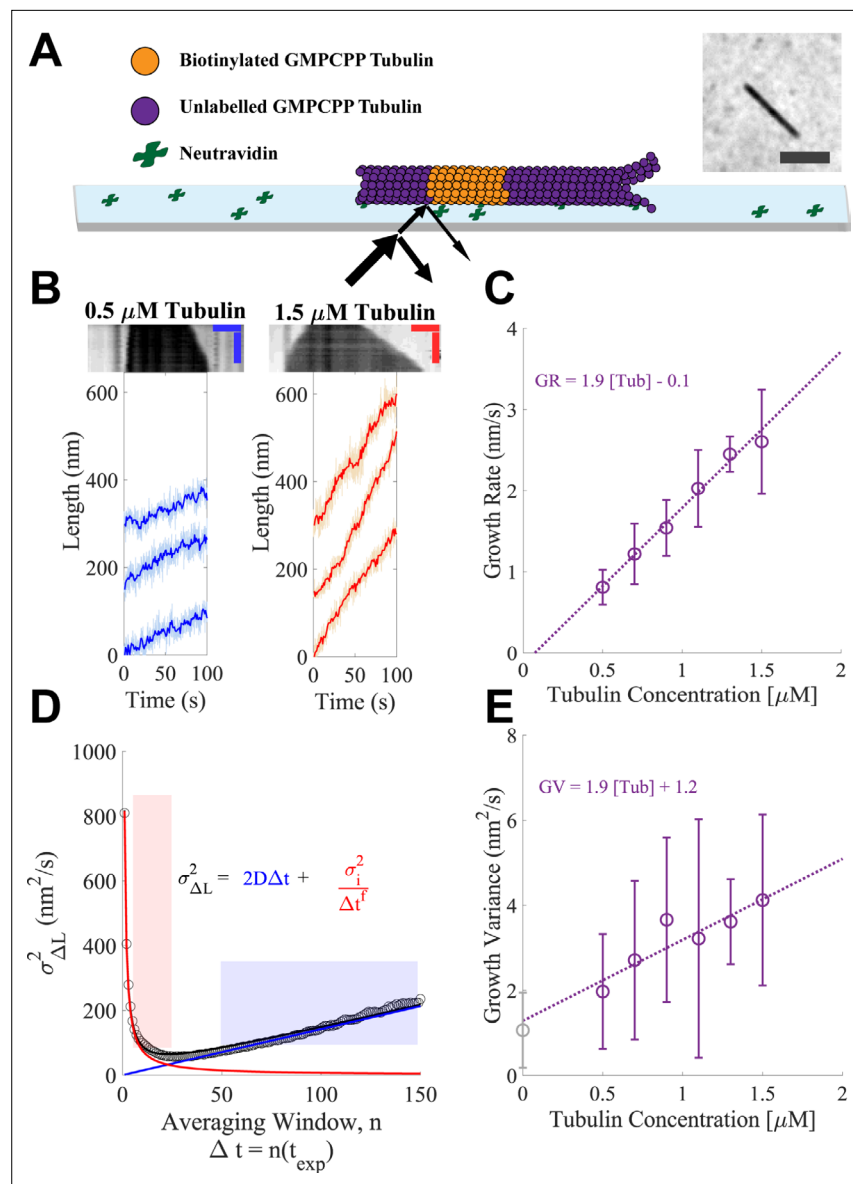 A
Biotinylated GMPCPP Tubulin
Unlabelled GMPCPP Tubulin
Neutravidin
B
0.5 μM Tubulin
1.5 μM Tubulin
Length (nm)
600
400
200
0
0 50 100
Time (s)
Length (nm)
600
400
200
0
0 50 100
Time (s)
C
GR = 1.9 [Tub] - 0.1
Growth Rate (nm/s)
4
3
2
1
0
0 0.5 1 1.5 2
Tubulin Concentration [μM]
D
σ²_ΔL (nm²/s)
1000
800
600
400
200
0
σ²_ΔL = 2DΔt + σ_i²/Δt^f
0 50 100 150
Averaging Window, n
Δ t = n(t_exp)
E
GV = 1.9 [Tub] + 1.2
Growth Variance (nm²/s)
8
6
4
2
0
0 0.5 1 1.5 2
Tubulin Concentration [μM]